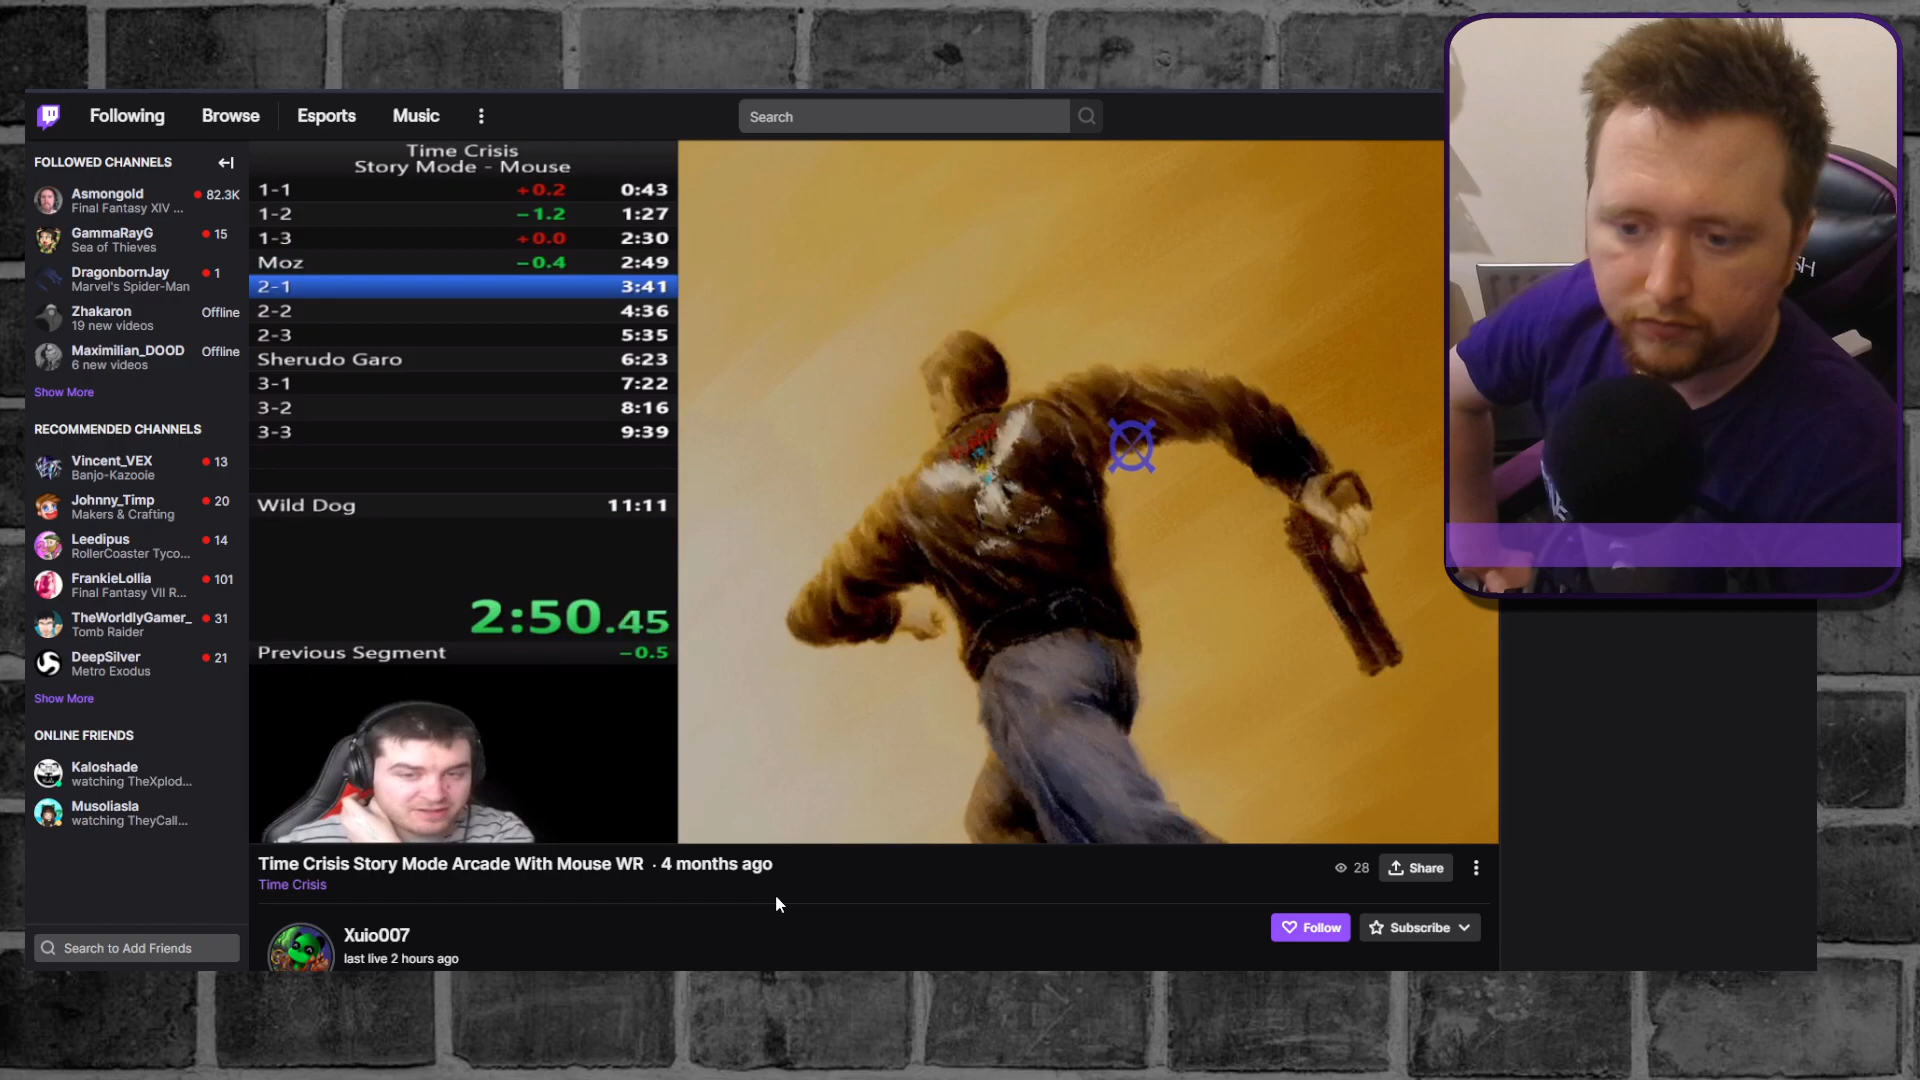 Following
Browse
Esports
Music
Search
FOLLOWED CHANNELS
Asmongold
82.3K
Final Fantasy XIV ...
GammaRayG
15
Sea of Thieves
DragonbornJay
1
Marvel's Spider-Man
Zhakaron
Offline
19 new videos
Maximilian_DOOD
Offline
6 new videos
Show More
RECOMMENDED CHANNELS
Vincent_VEX
13
Banjo-Kazooie
Johnny_Timp
20
Makers & Crafting
Leedipus
14
RollerCoaster Tyco...
FrankieLollia
101
Final Fantasy VII R...
TheWorldlyGamer_
31
Tomb Raider
DeepSilver
21
Metro Exodus
Show More
ONLINE FRIENDS
Kaloshade
watching TheXplod...
Musoliasla
watching TheyCall...
Search to Add Friends
Time Crisis
Story Mode - Mouse
1-1 +0.2 0:43
1-2 −1.2 1:27
1-3 +0.0 2:30
Moz −0.4 2:49
2-1 3:41
2-2 4:36
2-3 5:35
Sherudo Garo 6:23
3-1 7:22
3-2 8:16
3-3 9:39
Wild Dog 11:11
2:50.45
Previous Segment −0.5
Time Crisis Story Mode Arcade With Mouse WR · 4 months ago
Time Crisis
28
Share
Xuio007
last live 2 hours ago
Follow
Subscribe